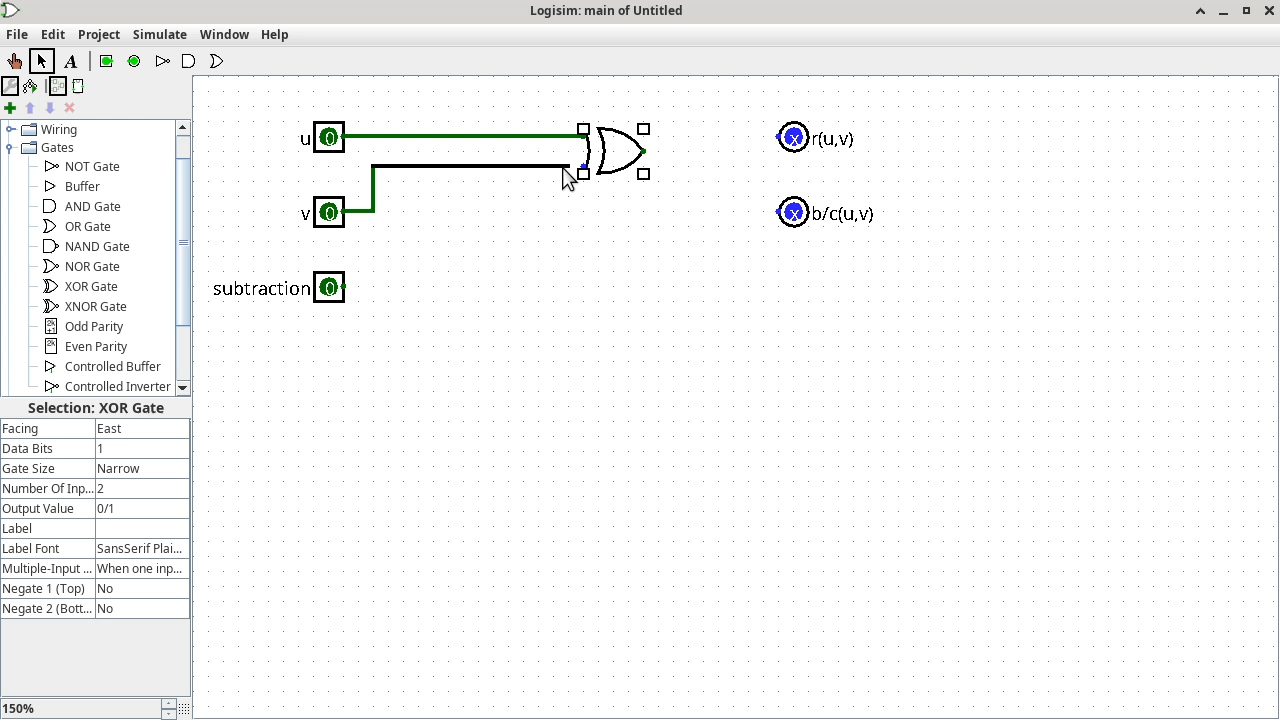 Logisim: main of Untitled
File Edit Project Simulate Window Help
A
Wiring
Gates
NOT Gate
Buffer
AND Gate
OR Gate
NAND Gate
NOR Gate
XOR Gate
XNOR Gate
Odd Parity
Even Parity
Controlled Buffer
Controlled Inverter
Selection: XOR Gate
Facing East
Data Bits 1
Gate Size Narrow
Number Of Inp... 2
Output Value 0/1
Label
Label Font SansSerif Plai...
Multiple-Input ... When one inp...
Negate 1 (Top) No
Negate 2 (Bott... No
150%
u 0
v 0
subtraction 0
x r(u,v)
x b/c(u,v)